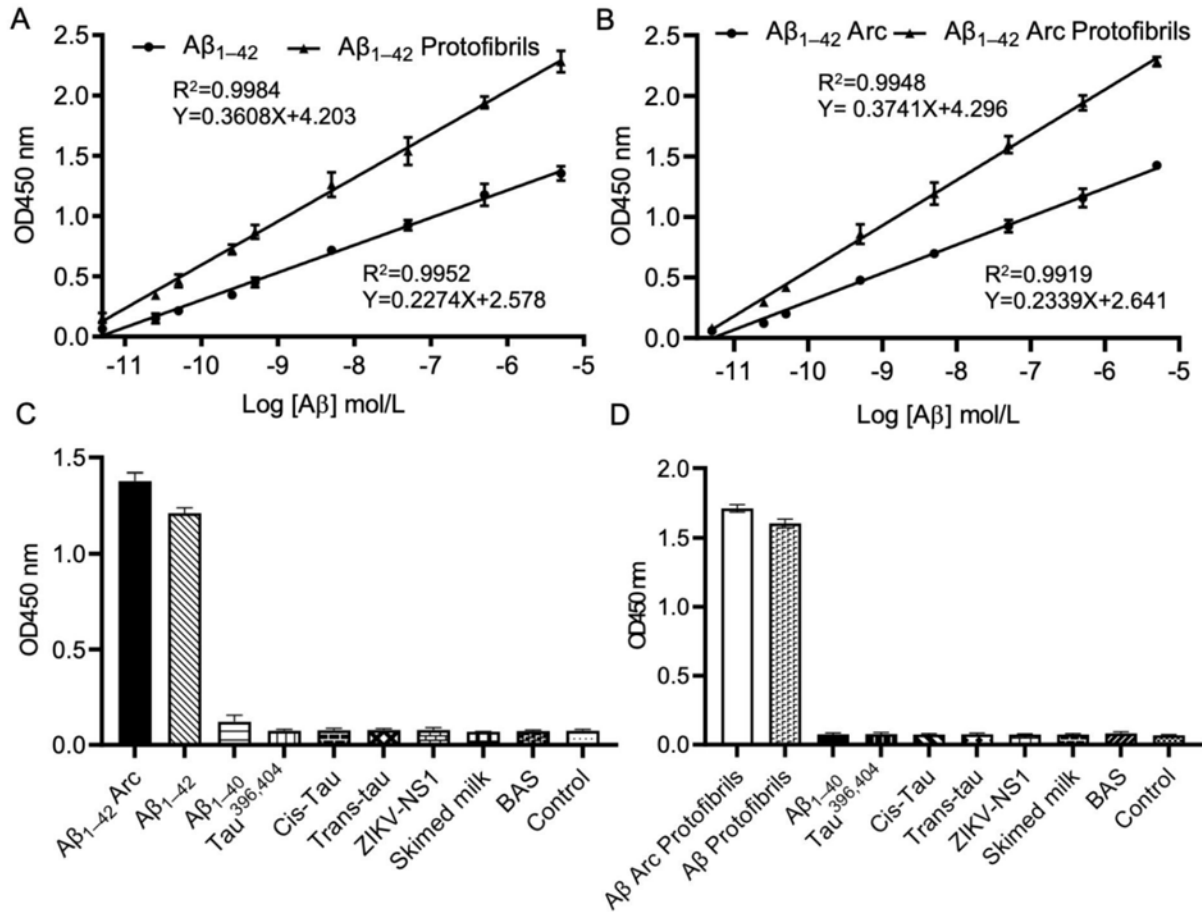 A
Aβ1–42 Aβ1–42 Protofibrils
R2=0.9984
Y=0.3608X+4.203
R2=0.9952
Y=0.2274X+2.578
OD450 nm
2.5
2.0
1.5
1.0
0.5
0.0
-11 -10 -9 -8 -7 -6 -5
Log [Aβ] mol/L
B
Aβ1–42 Arc Aβ1–42 Arc Protofibrils
R2=0.9948
Y= 0.3741X+4.296
R2=0.9919
Y=0.2339X+2.641
OD450 nm
2.5
2.0
1.5
1.0
0.5
0.0
-11 -10 -9 -8 -7 -6 -5
Log [Aβ] mol/L
C
OD450 nm
1.5
1.0
0.5
0.0
Aβ1–42 Arc
Aβ1–42
Aβ1–40
Tau396,404
Cis-Tau
Trans-tau
ZIKV-NS1
Skimed milk
BAS
Control
D
OD450 nm
2.0
1.5
1.0
0.5
0.0
Aβ Arc Protofibrils
Aβ Protofibrils
Aβ1–40
Tau396,404
Cis-Tau
Trans-tau
ZIKV-NS1
Skimed milk
BAS
Control